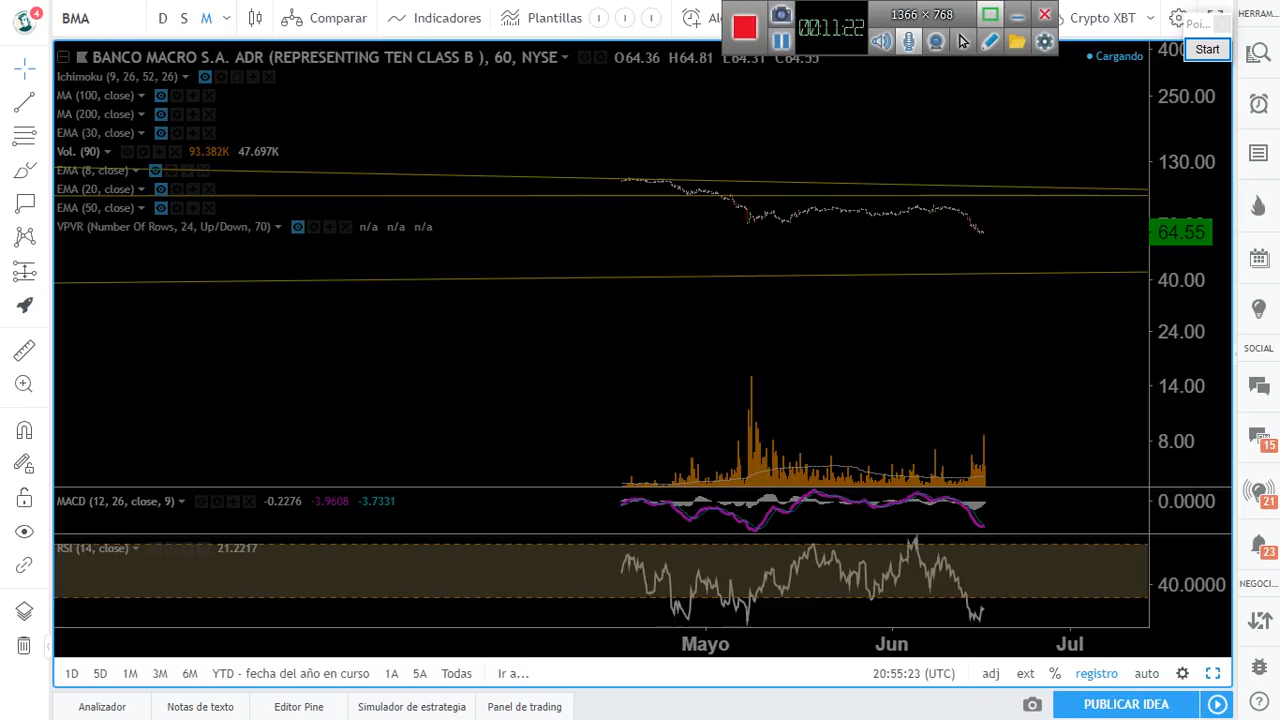 4
BMA
D S M
Comparar
Indicadores
Plantillas
1366 × 768
00:11:22
Crypto XBT
HERRAM
Poi...
Start
BANCO MACRO S.A. ADR (REPRESENTING TEN CLASS B ), 60, NYSE
O64.36 H64.81 L64.31 C64.55
Cargando
Ichimoku (9, 26, 52, 26)
MA (100, close)
MA (200, close)
EMA (30, close)
Vol. (90) 93.382K 47.697K
EMA (8, close)
EMA (20, close)
EMA (50, close)
VPVR (Number Of Rows, 24, Up/Down, 70) n/a n/a n/a
250.00
130.00
64.55
40.00
24.00
14.00
8.00
MACD (12, 26, close, 9) -0.2276 -3.9608 -3.7331
0.0000
RSI (14, close) 21.2217
40.0000
Mayo Jun Jul
SOCIAL
15
21
23
NEGOCI...
1D 5D 1M 3M 6M YTD - fecha del año en curso 1A 5A Todas Ir a...
20:55:23 (UTC) adj ext % registro auto
Analizador Notas de texto Editor Pine Simulador de estrategia Panel de trading
PUBLICAR IDEA